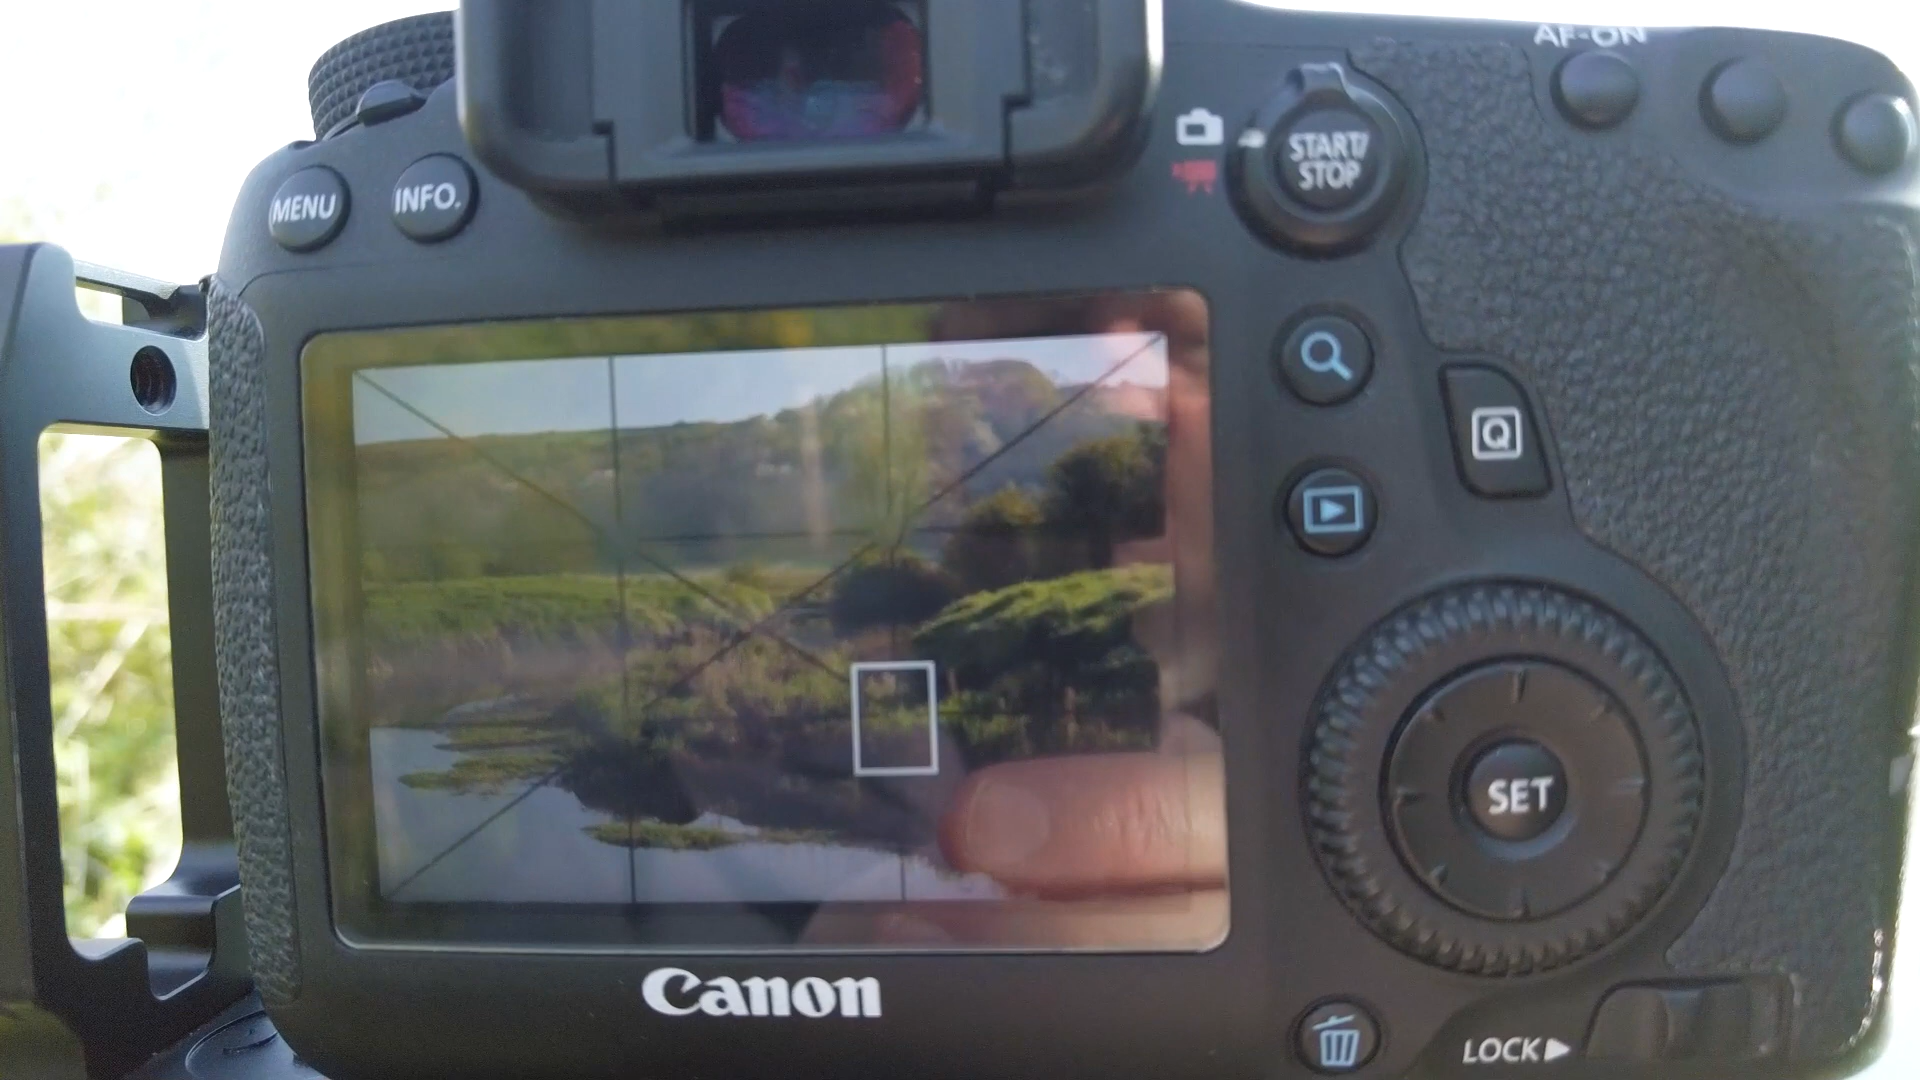 AF-ON
START/
STOP
MENU
INFO.
Q
SET
Canon
LOCK